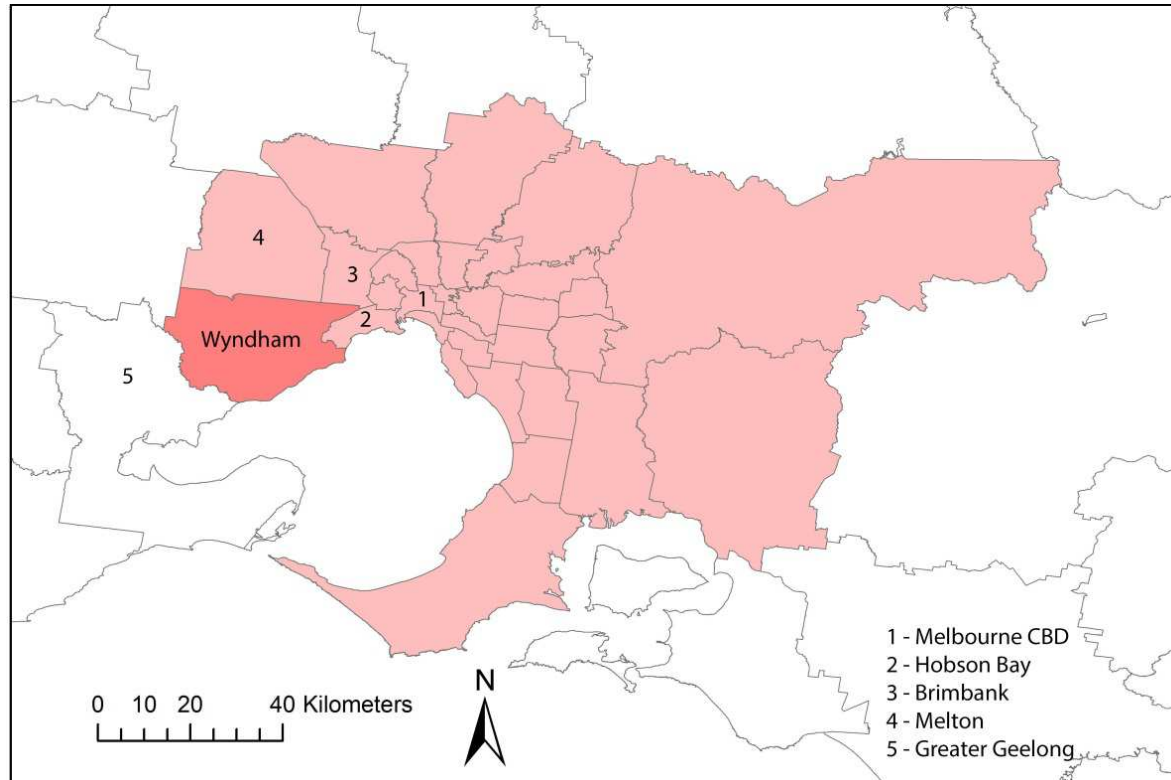 4
3
1
2
Wyndham
5
N
0 10 20 40 Kilometers
1 - Melbourne CBD
2 - Hobson Bay
3 - Brimbank
4 - Melton
5 - Greater Geelong